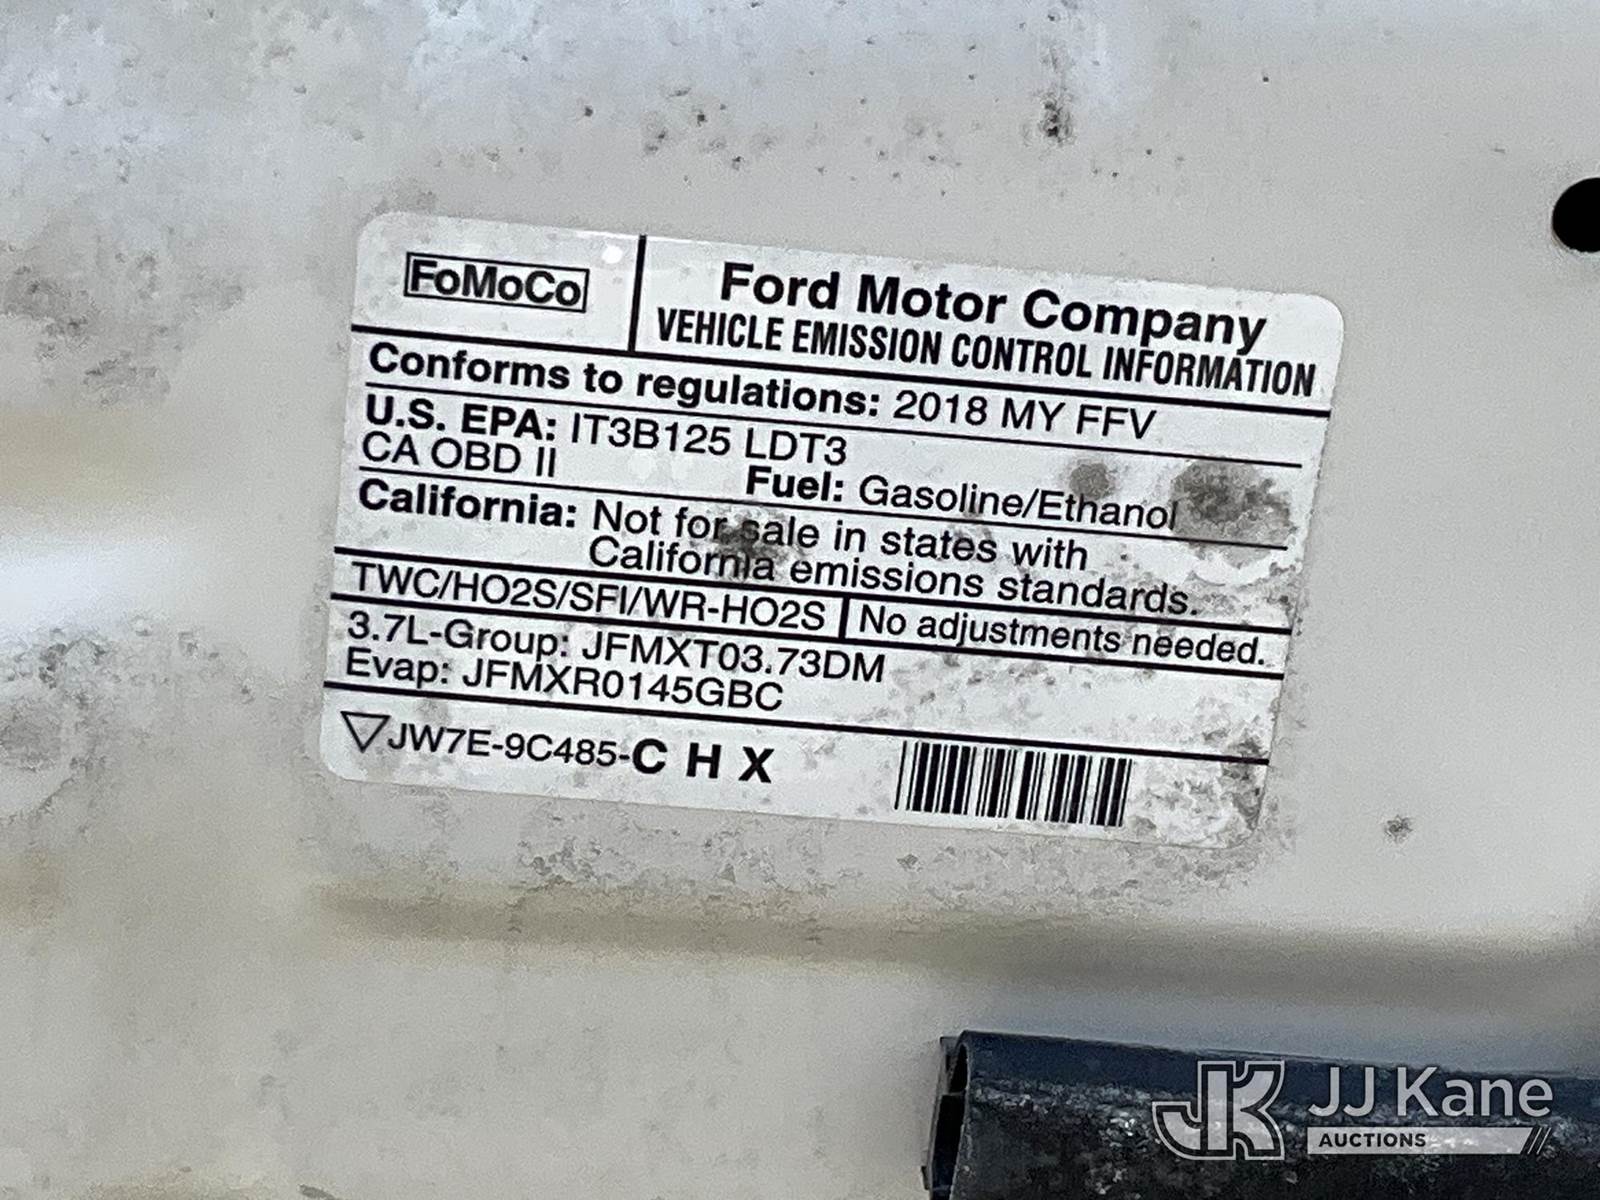 FoMoCo
Ford Motor Company
VEHICLE EMISSION CONTROL INFORMATION
Conforms to regulations: 2018 MY FFV
U.S. EPA: IT3B125 LDT3
CA OBD II
Fuel: Gasoline/Ethanol
California: Not for sale in states with
California emissions standards.
TWC/HO2S/SFI/WR-HO2S
No adjustments needed.
3.7L-Group: JFMXT03.73DM
Evap: JFMXR0145GBC
JW7E-9C485-C H X
JK JJ Kane
AUCTIONS